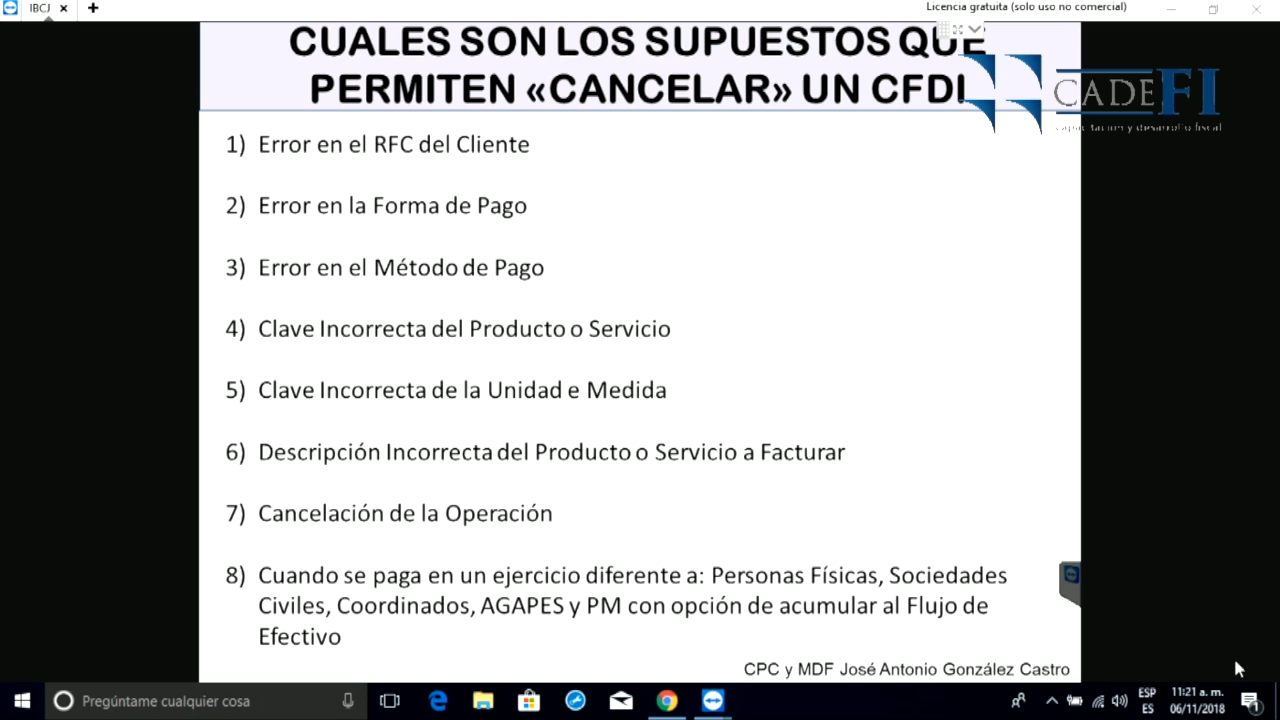 IBCJ
Licencia gratuita (solo uso no comercial)
CUALES SON LOS SUPUESTOS QUE
PERMITEN «CANCELAR» UN CFDI
CADEFI
capacitacion y desarrollo fiscal
1) Error en el RFC del Cliente
2) Error en la Forma de Pago
3) Error en el Método de Pago
4) Clave Incorrecta del Producto o Servicio
5) Clave Incorrecta de la Unidad e Medida
6) Descripción Incorrecta del Producto o Servicio a Facturar
7) Cancelación de la Operación
8) Cuando se paga en un ejercicio diferente a: Personas Físicas, Sociedades
Civiles, Coordinados, AGAPES y PM con opción de acumular al Flujo de
Efectivo
CPC y MDF José Antonio González Castro
Pregúntame cualquier cosa
ESP
ES
11:21 a. m.
06/11/2018
1